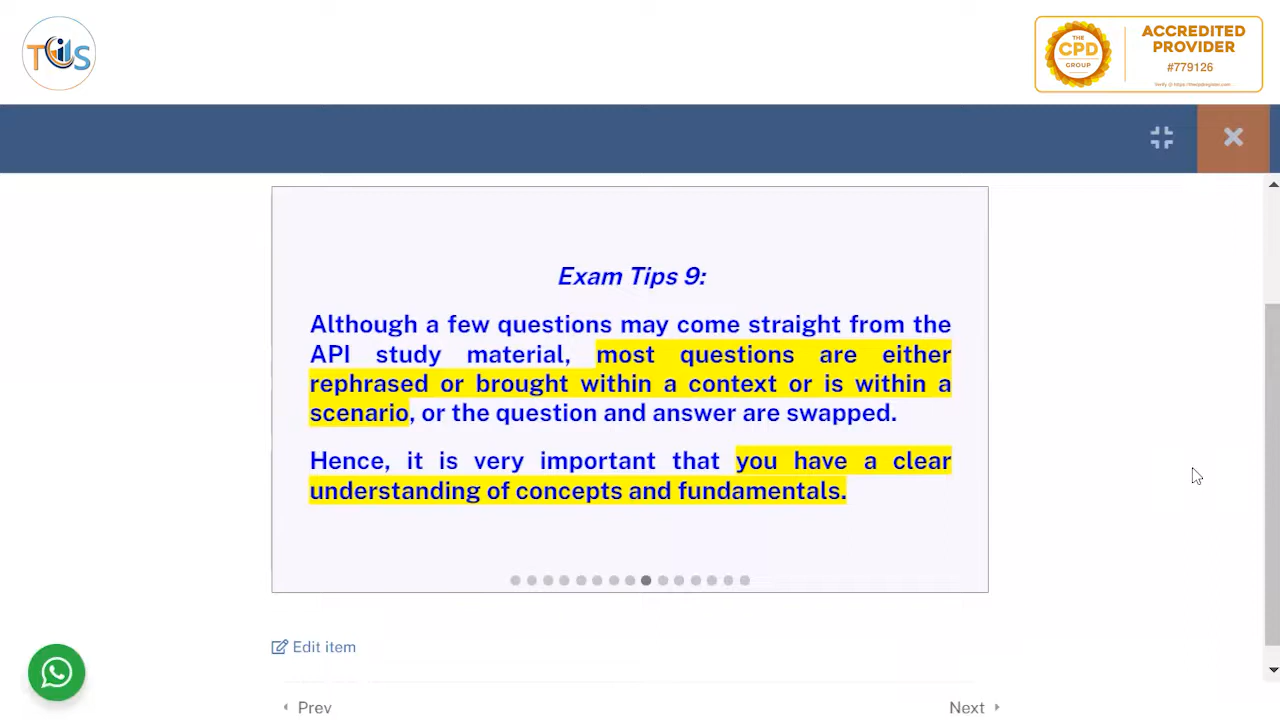 TCILS
THE
CPD
GROUP
ACCREDITED
PROVIDER
#779126
Exam Tips 9:
Although a few questions may come straight from the
API study material, most questions are either
rephrased or brought within a context or is within a
scenario, or the question and answer are swapped.
Hence, it is very important that you have a clear
understanding of concepts and fundamentals.
Edit item
Prev
Next